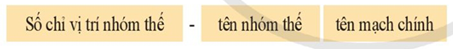 Số chỉ vị trí nhóm thế - tên nhóm thế tên mạch chính